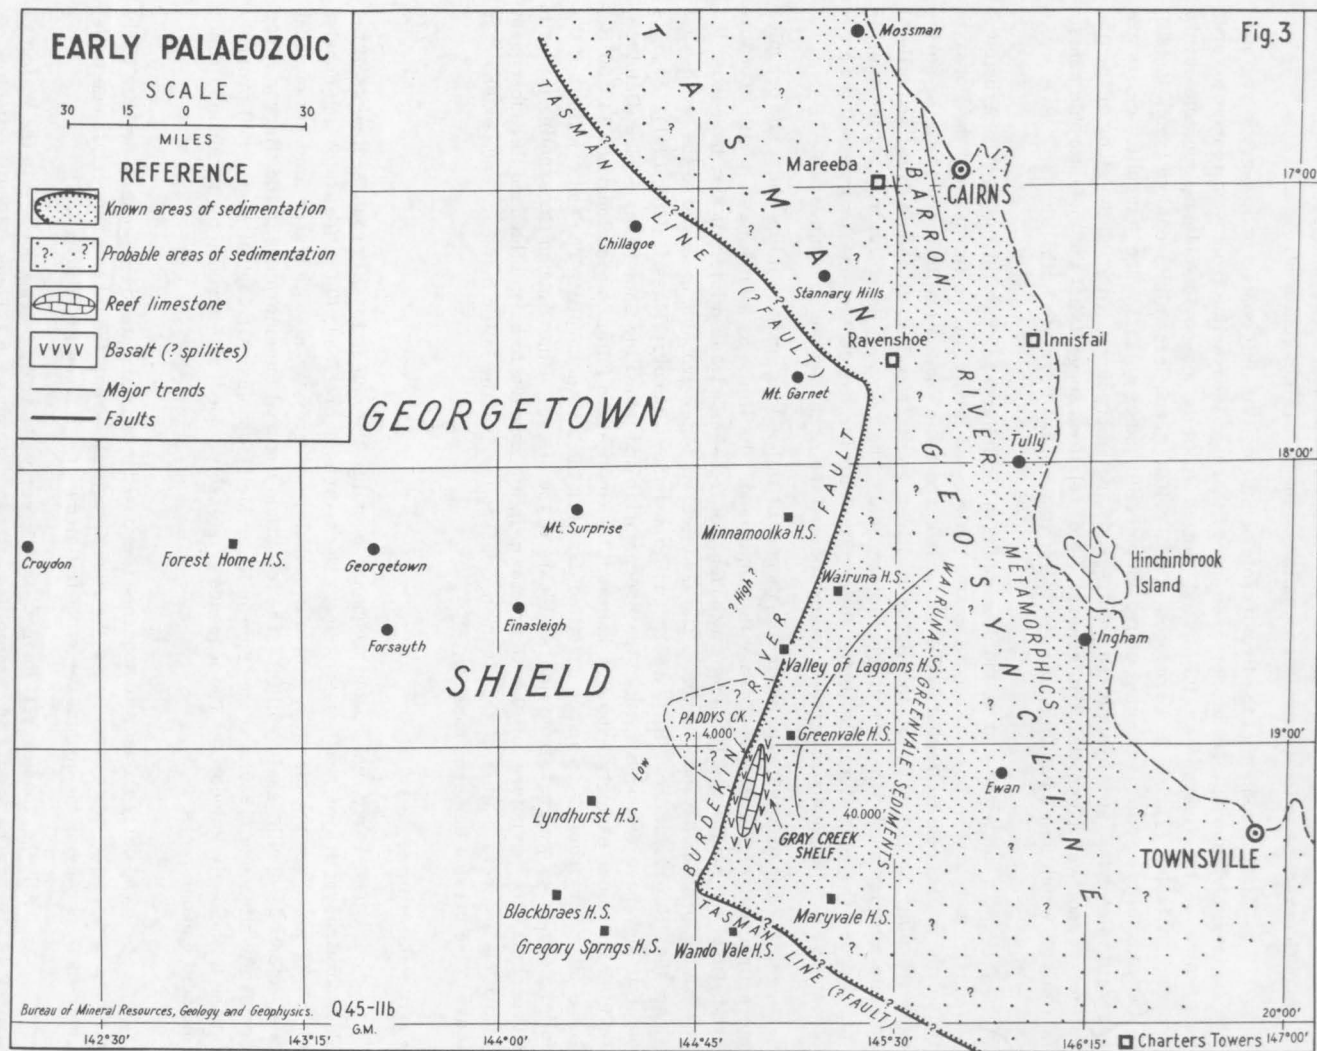 EARLY PALAEOZOIC
SCALE
30 15 0 30
MILES
REFERENCE
Known areas of sedimentation
? ? Probable areas of sedimentation
Reef limestone
VVVV Basalt (? spilites)
Major trends
Faults
Fig. 3
Mossman
TASMAN GEOSYNCLINE
TASMAN LINE (? FAULT)
Mareeba
CAIRNS
BARRON RIVER METAMORPHICS
17°00'
Chillagoe
Stannary Hills
Ravenshoe
Innisfail
Mt. Garnet
GEORGETOWN
SHIELD
Tully
18°00'
Croydon
Forest Home H.S.
Georgetown
Mt. Surprise
Minnamoolka H.S.
Hinchinbrook
Island
Wairuna H.S.
? High ?
Forsayth
Einasleigh
Ingham
Valley of Lagoons H.S.
BURDEKIN RIVER FAULT
WAIRUNA-GREENVALE SEDIMENTS
PADDYS CK.
4,000
Greenvale H.S.
19°00'
Low
Ewan
Lyndhurst H.S.
40,000
GRAY CREEK
SHELF
TOWNSVILLE
Blackbraes H.S.
Maryvale H.S.
Gregory Sprngs H.S.
Wando Vale H.S.
TASMAN LINE (? FAULT)
Bureau of Mineral Resources, Geology and Geophysics.
Q45-11b
G.M.
20°00'
Charters Towers
142°30' 143°15' 144°00' 144°45' 145°30' 146°15' 147°00'